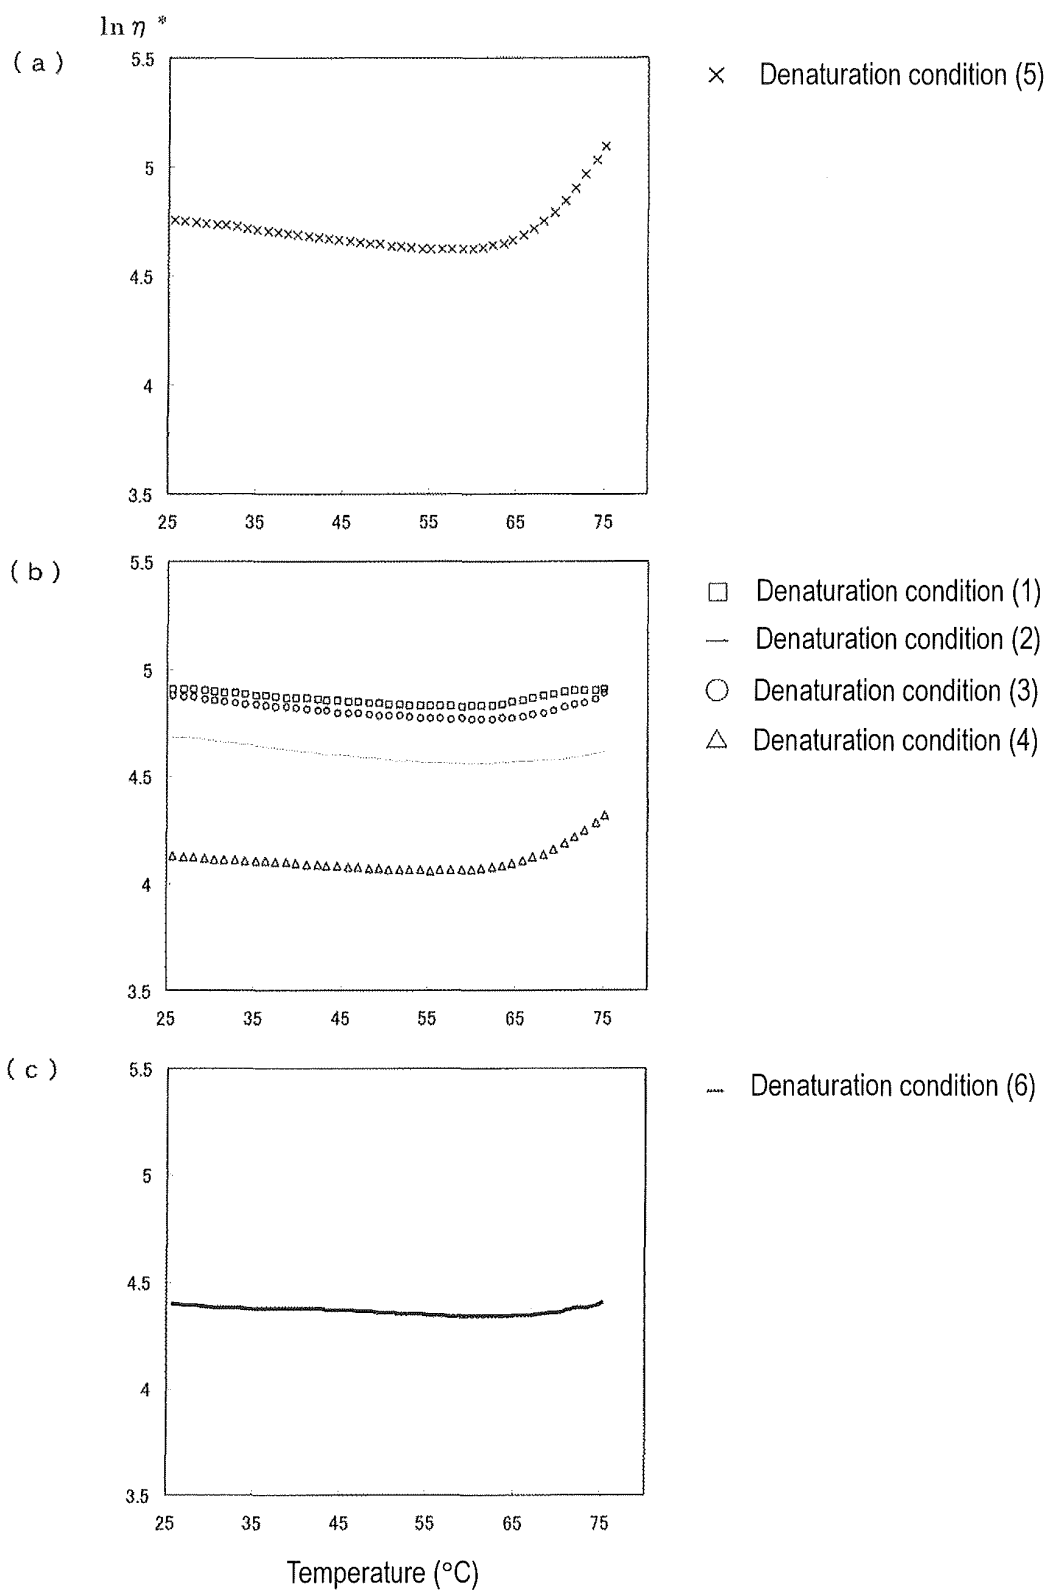 ln η *
( a )
5.5
5
4.5
4
3.5
25 35 45 55 65 75
× Denaturation condition (5)
( b )
5.5
5
4.5
4
3.5
25 35 45 55 65 75
□ Denaturation condition (1)
— Denaturation condition (2)
○ Denaturation condition (3)
△ Denaturation condition (4)
( c )
5.5
5
4.5
4
3.5
25 35 45 55 65 75
Denaturation condition (6)
Temperature (°C)